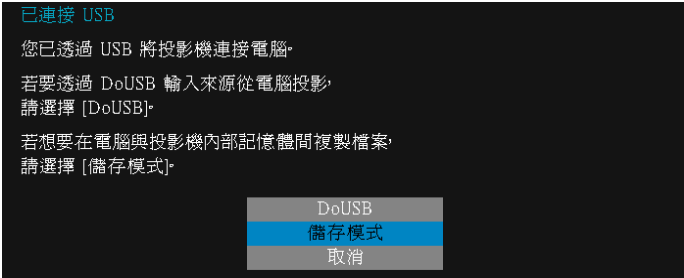 已連接 USB
您已透過 USB 將投影機連接電腦。
若要透過 DoUSB 輸入來源從電腦投影，
請選擇 [DoUSB]。
若想要在電腦與投影機內部記憶體間複製檔案，
請選擇 [儲存模式]。
DoUSB
儲存模式
取消